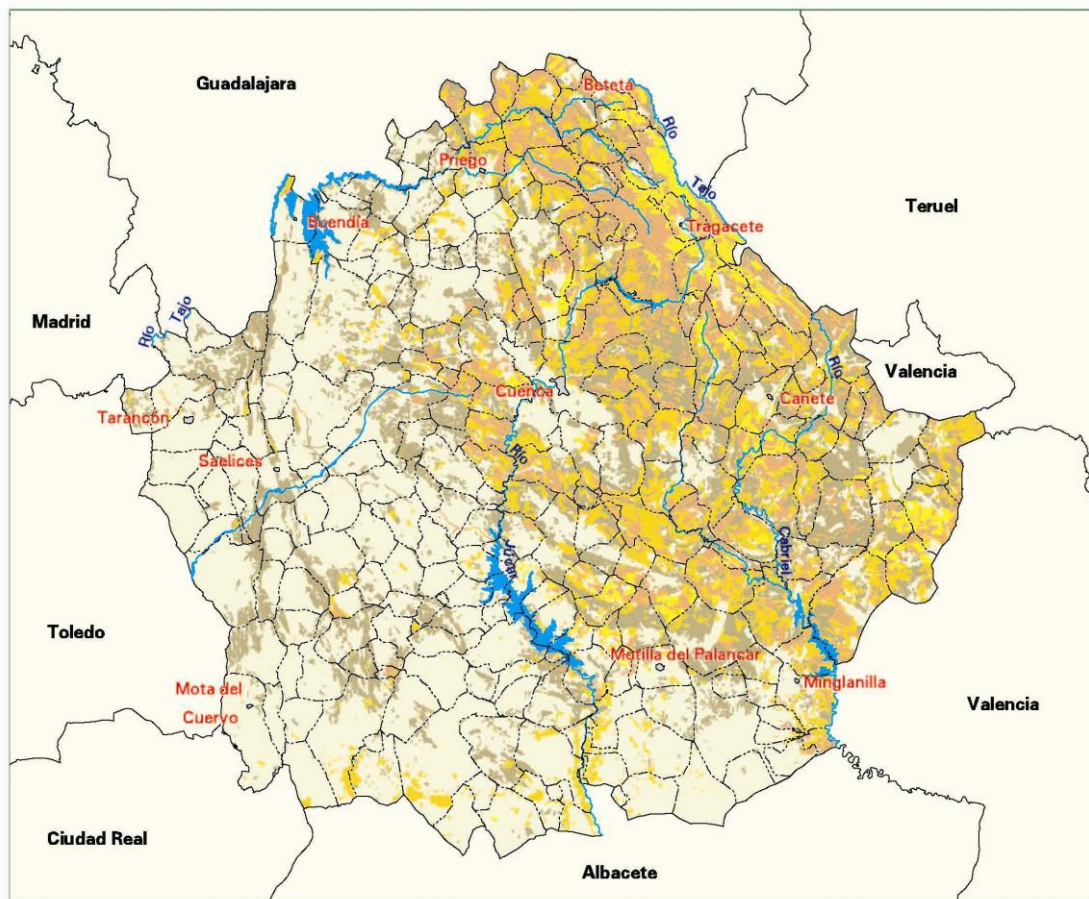 Guadalajara
Beteta
Río
Tajo
Priego
Tragacete
Teruel
Buendía
Madrid
Río
Tajo
Río
Valencia
Cuenca
Cañete
Tarancón
Saelices
Río
Júcar
Cabriel
Toledo
Motilla del Palancar
Minglanilla
Mota del
Cuervo
Valencia
Ciudad Real
Albacete